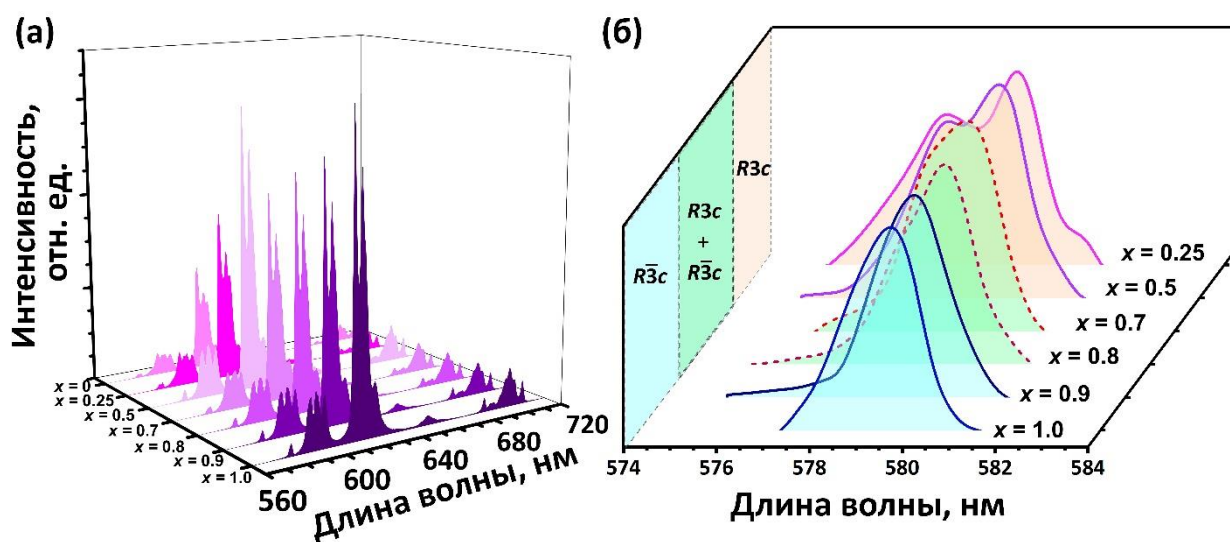 (а)
Интенсивность,
отн. ед.
x = 0
x = 0.25
x = 0.5
x = 0.7
x = 0.8
x = 0.9
x = 1.0
560
600
640
680
720
Длина волны, нм
(б)
R3c
R3c
+
R3̅c
R3̅c
x = 0.25
x = 0.5
x = 0.7
x = 0.8
x = 0.9
x = 1.0
574
576
578
580
582
584
Длина волны, нм